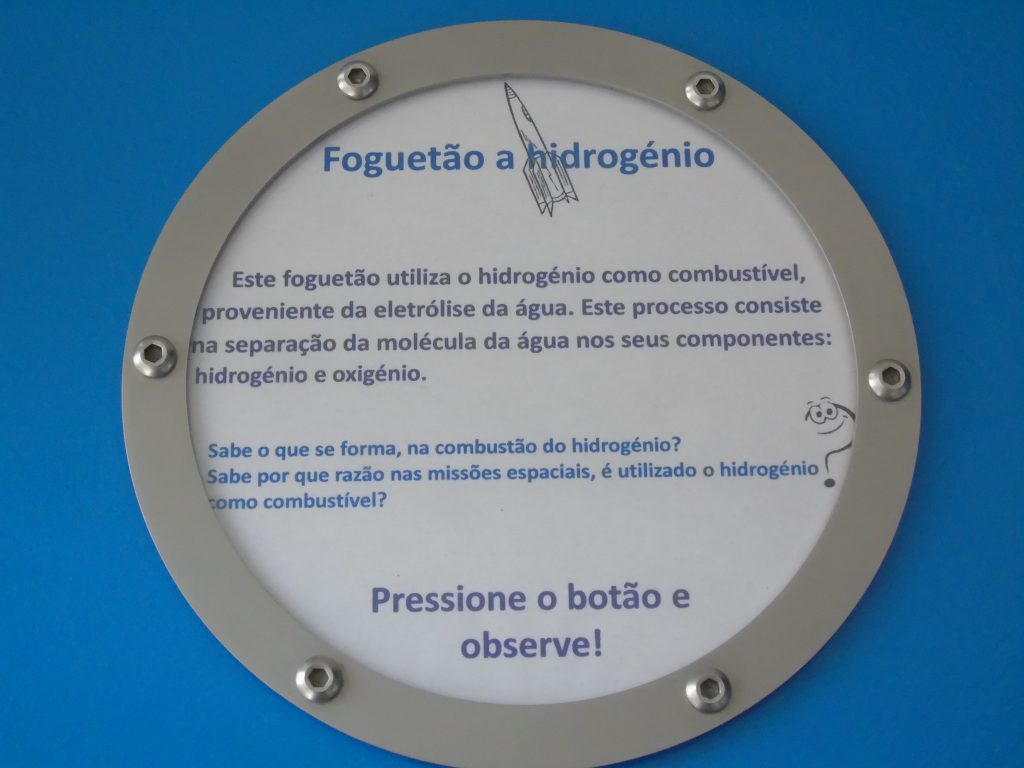 Foguetão a hidrogénio
Este foguetão utiliza o hidrogénio como combustível,
proveniente da eletrólise da água. Este processo consiste
na separação da molécula da água nos seus componentes:
hidrogénio e oxigénio.
Sabe o que se forma, na combustão do hidrogénio?
Sabe por que razão nas missões espaciais, é utilizado o hidrogénio
como combustível?
Pressione o botão e
observe!